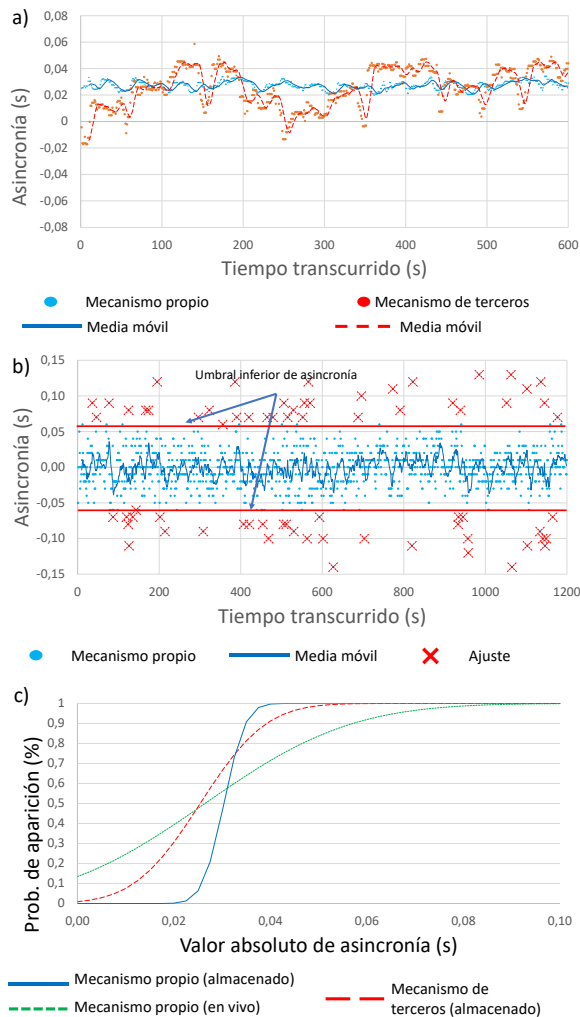 a)
0,08
0,06
0,04
0,02
0
0,02
0,04
0,06
0,08
Asincronía (s)
0 100 200 300 400 500 600
Tiempo transcurrido (s)
Mecanismo propio
Mecanismo de terceros
Media móvil
Media móvil
b)
0,15
0,10
0,05
0,00
-0,05
-0,10
-0,15
Asincronía (s)
Umbral inferior de asincronía
0 200 400 600 800 1000 1200
Tiempo transcurrido (s)
Mecanismo propio
Media móvil
Ajuste
c)
1
0,9
0,8
0,7
0,6
0,5
0,4
0,3
0,2
0,1
0
Prob. de aparición (%)
0,00 0,02 0,04 0,06 0,08 0,10
Valor absoluto de asincronía (s)
Mecanismo propio (almacenado)
Mecanismo propio (en vivo)
Mecanismo de
terceros (almacenado)